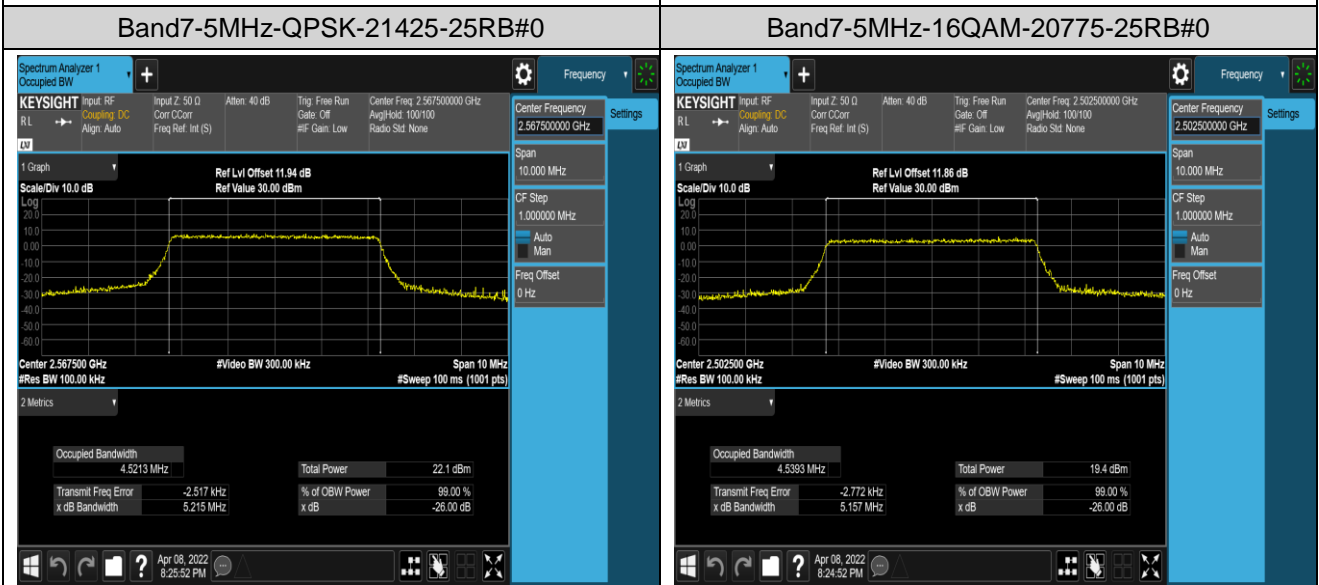 Band7-5MHz-QPSK-21425-25RB#0
Spectrum Analyzer 1
Occupied BW
+
Frequency
KEYSIGHT
RL
LXI
Input: RF
Coupling: DC
Align: Auto
Input Z: 50 Ω
Corr CCorr
Freq Ref: Int (S)
Atten: 40 dB
Trig: Free Run
Gate: Off
#IF Gain: Low
Center Freq: 2.567500000 GHz
Avg|Hold: 100/100
Radio Std: None
Center Frequency
2.567500000 GHz
Settings
Span
10.000 MHz
CF Step
1.000000 MHz
Auto
Man
Freq Offset
0 Hz
1 Graph
Scale/Div 10.0 dB
Ref Lvl Offset 11.94 dB
Ref Value 30.00 dBm
Log
20.0
10.0
0.00
-10.0
-20.0
-30.0
-40.0
-50.0
-60.0
Center 2.567500 GHz
#Res BW 100.00 kHz
#Video BW 300.00 kHz
Span 10 MHz
#Sweep 100 ms (1001 pts)
2 Metrics
Occupied Bandwidth
4.5213 MHz
Total Power 22.1 dBm
Transmit Freq Error -2.517 kHz
% of OBW Power 99.00 %
x dB Bandwidth 5.215 MHz
x dB -26.00 dB
?
Apr 08, 2022
8:25:52 PM
Band7-5MHz-16QAM-20775-25RB#0
Spectrum Analyzer 1
Occupied BW
+
Frequency
KEYSIGHT
RL
LXI
Input: RF
Coupling: DC
Align: Auto
Input Z: 50 Ω
Corr CCorr
Freq Ref: Int (S)
Atten: 40 dB
Trig: Free Run
Gate: Off
#IF Gain: Low
Center Freq: 2.502500000 GHz
Avg|Hold: 100/100
Radio Std: None
Center Frequency
2.502500000 GHz
Settings
Span
10.000 MHz
CF Step
1.000000 MHz
Auto
Man
Freq Offset
0 Hz
1 Graph
Scale/Div 10.0 dB
Ref Lvl Offset 11.86 dB
Ref Value 30.00 dBm
Log
20.0
10.0
0.00
-10.0
-20.0
-30.0
-40.0
-50.0
-60.0
Center 2.502500 GHz
#Res BW 100.00 kHz
#Video BW 300.00 kHz
Span 10 MHz
#Sweep 100 ms (1001 pts)
2 Metrics
Occupied Bandwidth
4.5393 MHz
Total Power 19.4 dBm
Transmit Freq Error -2.772 kHz
% of OBW Power 99.00 %
x dB Bandwidth 5.157 MHz
x dB -26.00 dB
?
Apr 08, 2022
8:24:52 PM